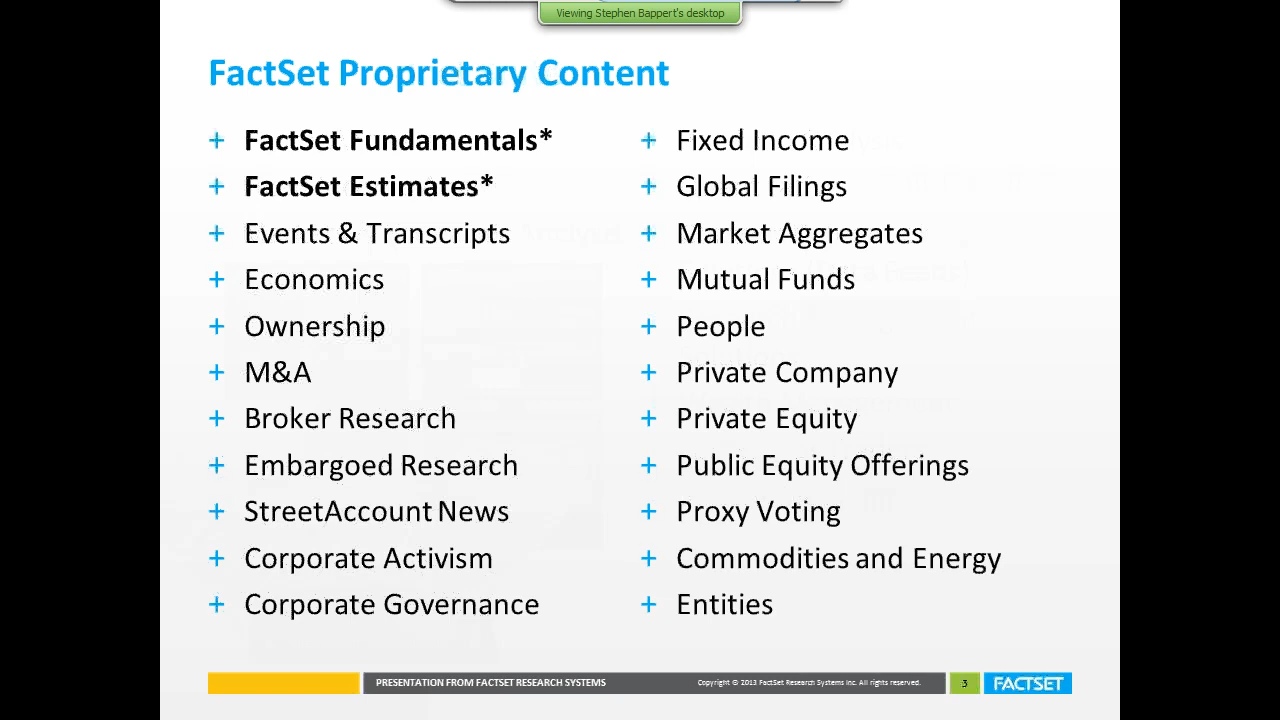 Viewing Stephen Bappert's desktop
FactSet Proprietary Content
+ FactSet Fundamentals*
+ FactSet Estimates*
+ Events & Transcripts
+ Economics
+ Ownership
+ M&A
+ Broker Research
+ Embargoed Research
+ StreetAccount News
+ Corporate Activism
+ Corporate Governance
+ Fixed Income
+ Global Filings
+ Market Aggregates
+ Mutual Funds
+ People
+ Private Company
+ Private Equity
+ Public Equity Offerings
+ Proxy Voting
+ Commodities and Energy
+ Entities
PRESENTATION FROM FACTSET RESEARCH SYSTEMS
Copyright © 2013 FactSet Research Systems Inc. All rights reserved.
3
FACTSET